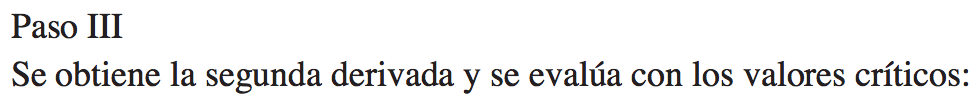 Paso III
Se obtiene la segunda derivada y se evalúa con los valores críticos: